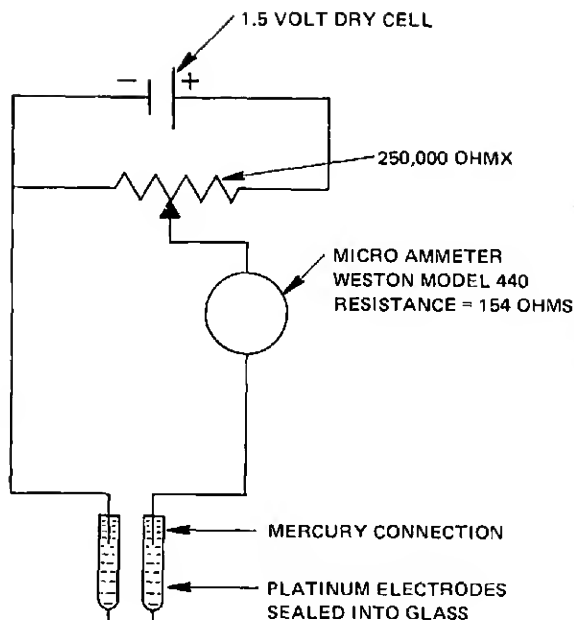 1.5 VOLT DRY CELL
− +
250,000 OHMX
MICRO AMMETER
WESTON MODEL 440
RESISTANCE = 154 OHMS
MERCURY CONNECTION
PLATINUM ELECTRODES
SEALED INTO GLASS